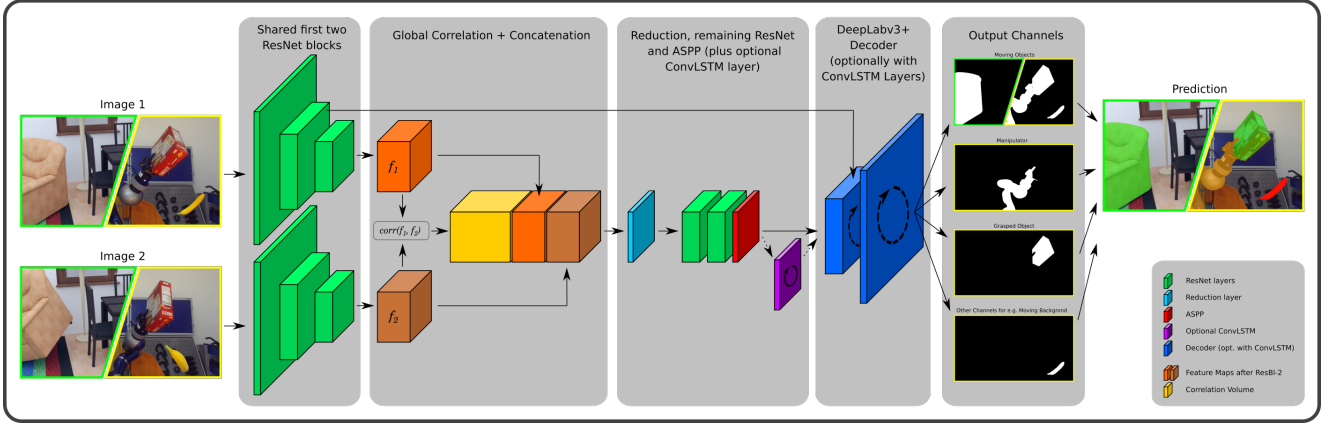 Shared first two
ResNet blocks
Global Correlation + Concatenation
Reduction, remaining ResNet
and ASPP (plus optional
ConvLSTM layer)
DeepLabv3+
Decoder
(optionally with
ConvLSTM Layers)
Output Channels
Moving Objects
Image 1
Prediction
f1
Manipulator
corr(f1, f2)
Grasped Object
Image 2
f2
Other Channels for e.g. Moving Backgrond
ResNet layers
Reduction layer
ASPP
Optional ConvLSTM
Decoder (opt. with ConvLSTM)
Feature Maps after ResBl-2
Correlation Volume